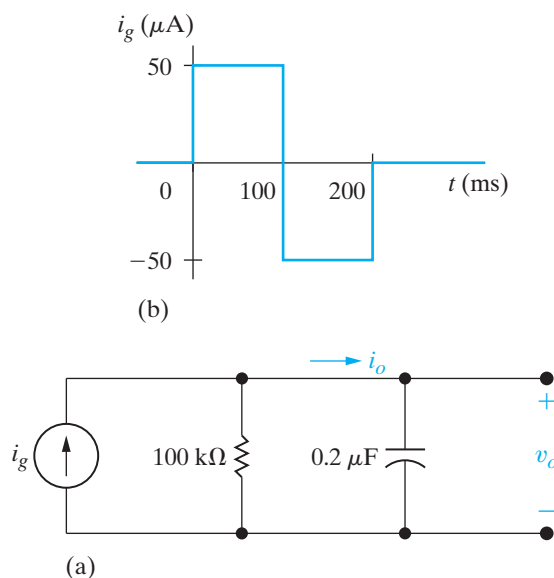 i_g (μA)
50
0
100
200
t (ms)
−50
(b)
i_o
i_g
100 kΩ
0.2 μF
+
v_o
−
(a)